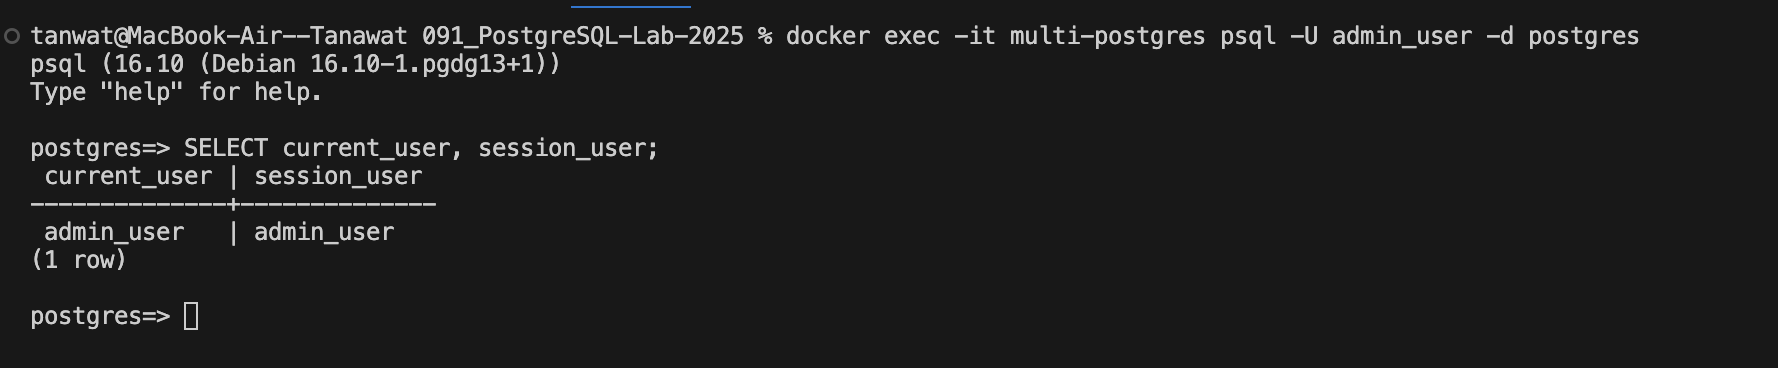 tanwat@MacBook-Air--Tanawat 091_PostgreSQL-Lab-2025 % docker exec -it multi-postgres psql -U admin_user -d postgres
psql (16.10 (Debian 16.10-1.pgdg13+1))
Type "help" for help.
postgres=> SELECT current_user, session_user;
 current_user | session_user
--------------+--------------
 admin_user   | admin_user
(1 row)
postgres=>